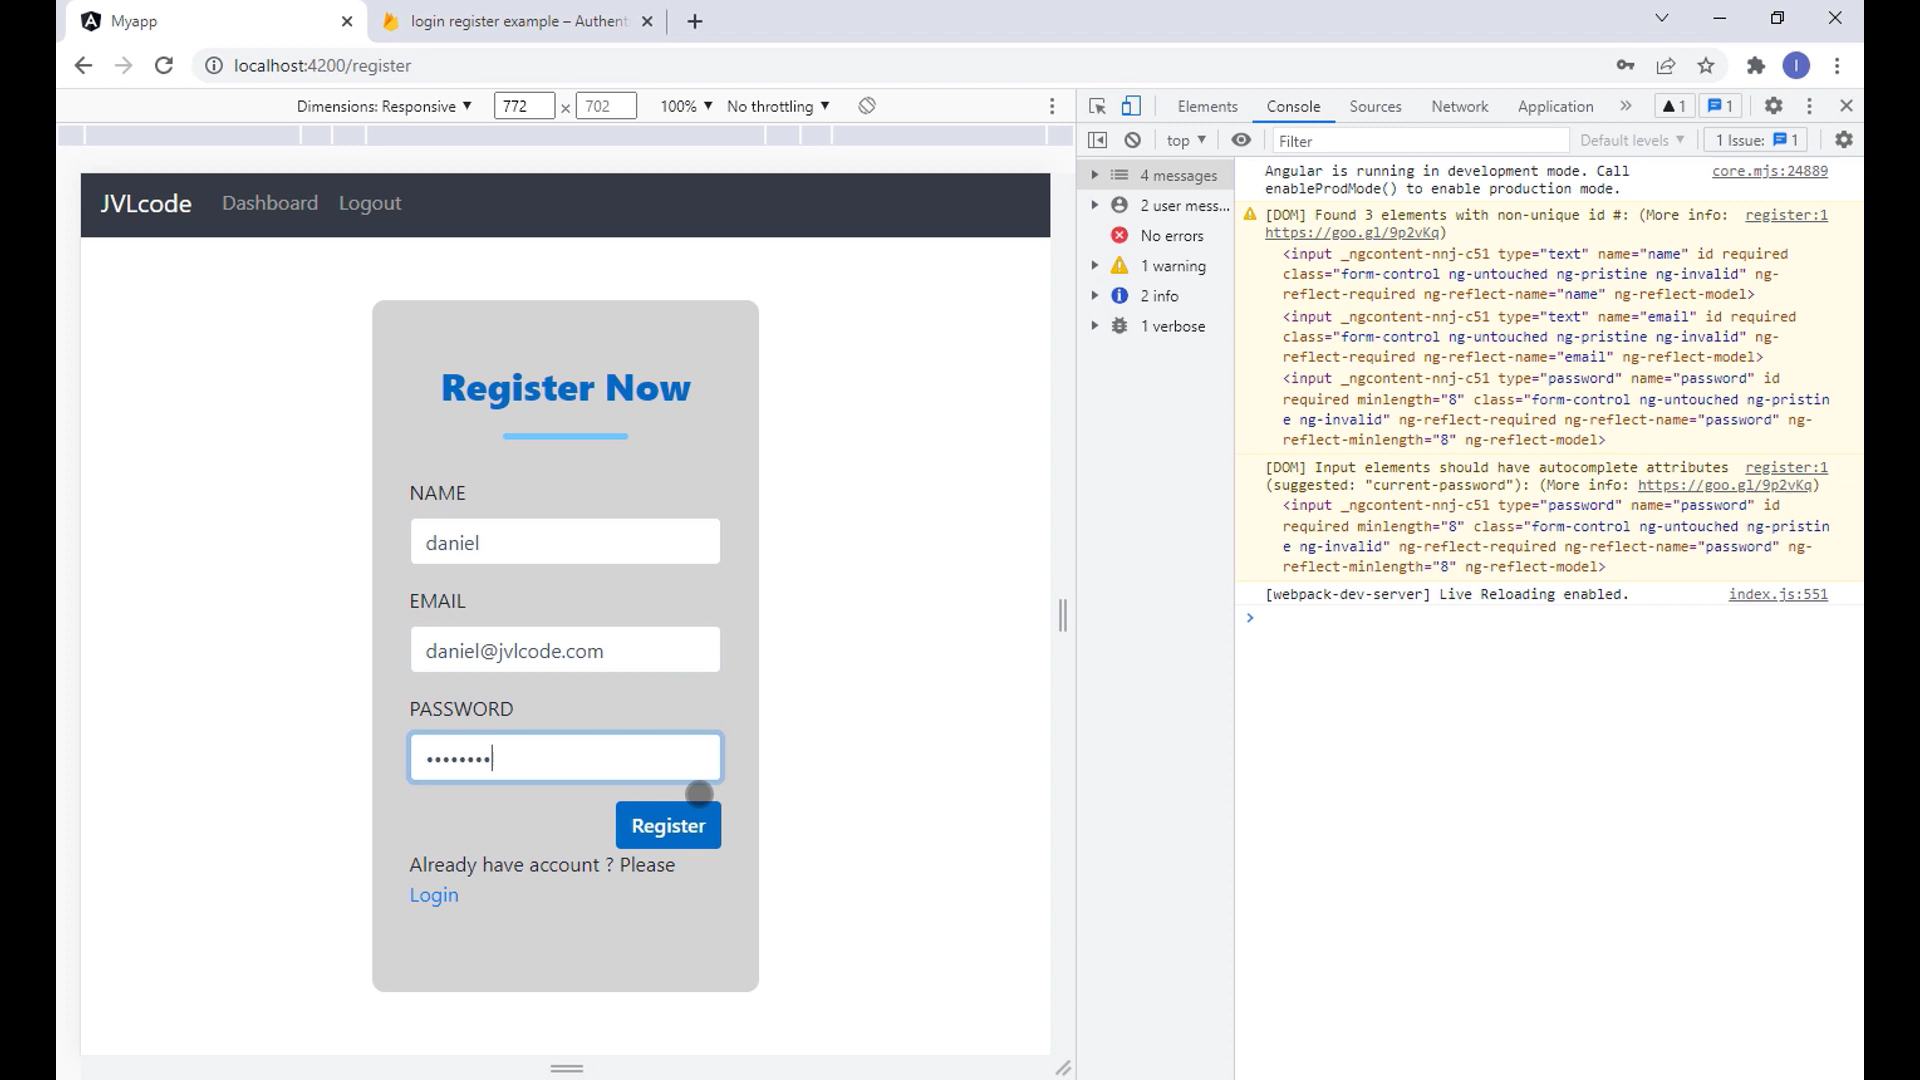 Myapp
login register example – Authent
localhost:4200/register
I
Dimensions: Responsive
772
x
702
100%
No throttling
Elements
Console
Sources
Network
Application
1
1
top
Filter
Default levels
1 Issue:
1
JVLcode
Dashboard
Logout
Register Now
NAME
daniel
EMAIL
daniel@jvlcode.com
PASSWORD
••••••••
Register
Already have account ? Please
Login
4 messages
2 user mess...
No errors
1 warning
2 info
1 verbose
Angular is running in development mode. Call core.mjs:24889
enableProdMode() to enable production mode.
[DOM] Found 3 elements with non-unique id #: (More info: register:1
https://goo.gl/9p2vKq)
<input _ngcontent-nnj-c51 type="text" name="name" id required
class="form-control ng-untouched ng-pristine ng-invalid" ng-
reflect-required ng-reflect-name="name" ng-reflect-model>
<input _ngcontent-nnj-c51 type="text" name="email" id required
class="form-control ng-untouched ng-pristine ng-invalid" ng-
reflect-required ng-reflect-name="email" ng-reflect-model>
<input _ngcontent-nnj-c51 type="password" name="password" id
required minlength="8" class="form-control ng-untouched ng-pristin
e ng-invalid" ng-reflect-required ng-reflect-name="password" ng-
reflect-minlength="8" ng-reflect-model>
[DOM] Input elements should have autocomplete attributes register:1
(suggested: "current-password"): (More info: https://goo.gl/9p2vKq)
<input _ngcontent-nnj-c51 type="password" name="password" id
required minlength="8" class="form-control ng-untouched ng-pristin
e ng-invalid" ng-reflect-required ng-reflect-name="password" ng-
reflect-minlength="8" ng-reflect-model>
[webpack-dev-server] Live Reloading enabled. index.js:551